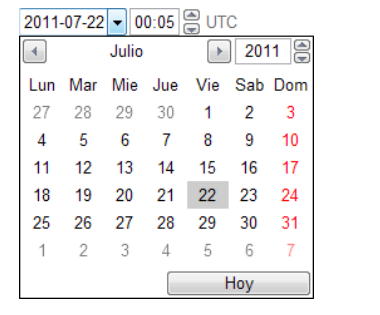 2011-07-22 00:05 UTC
Julio 2011
Lun Mar Mie Jue Vie Sab Dom
27 28 29 30 1 2 3
4 5 6 7 8 9 10
11 12 13 14 15 16 17
18 19 20 21 22 23 24
25 26 27 28 29 30 31
1 2 3 4 5 6 7
Hoy